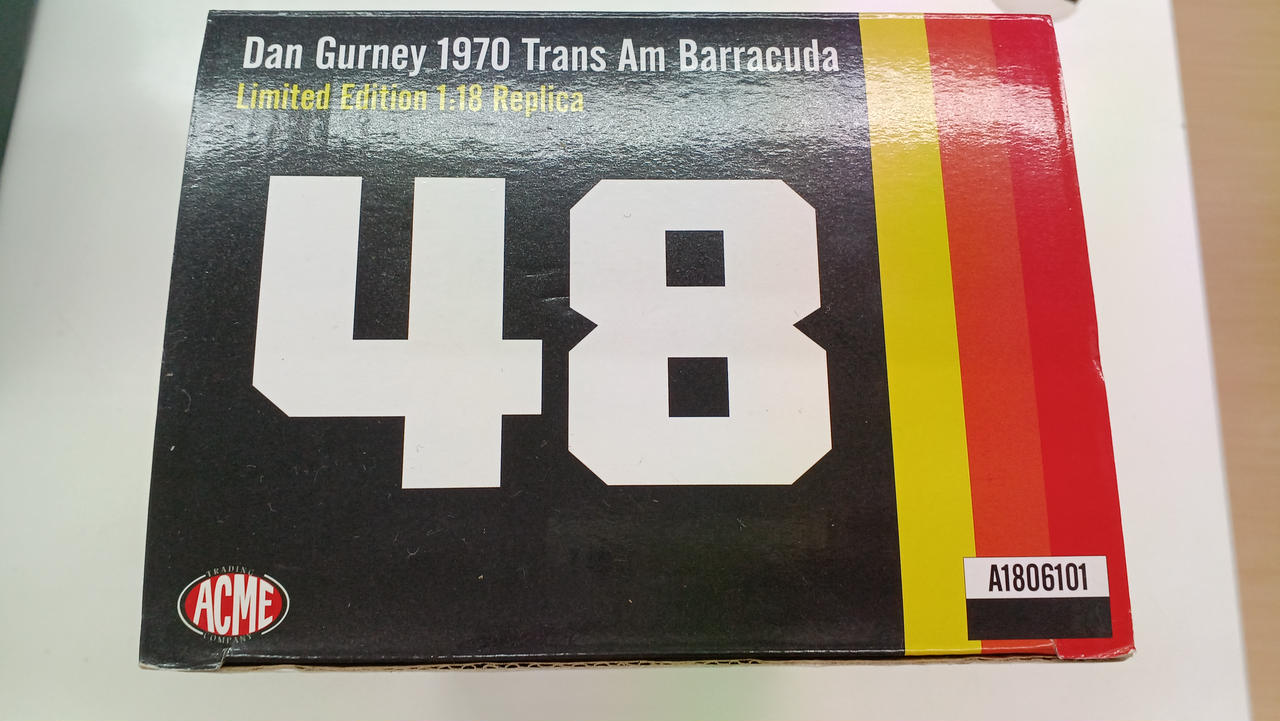 Dan Gurney 1970 Trans Am Barracuda
Limited Edition 1:18 Replica
48
TRADING
ACME
COMPANY
A1806101